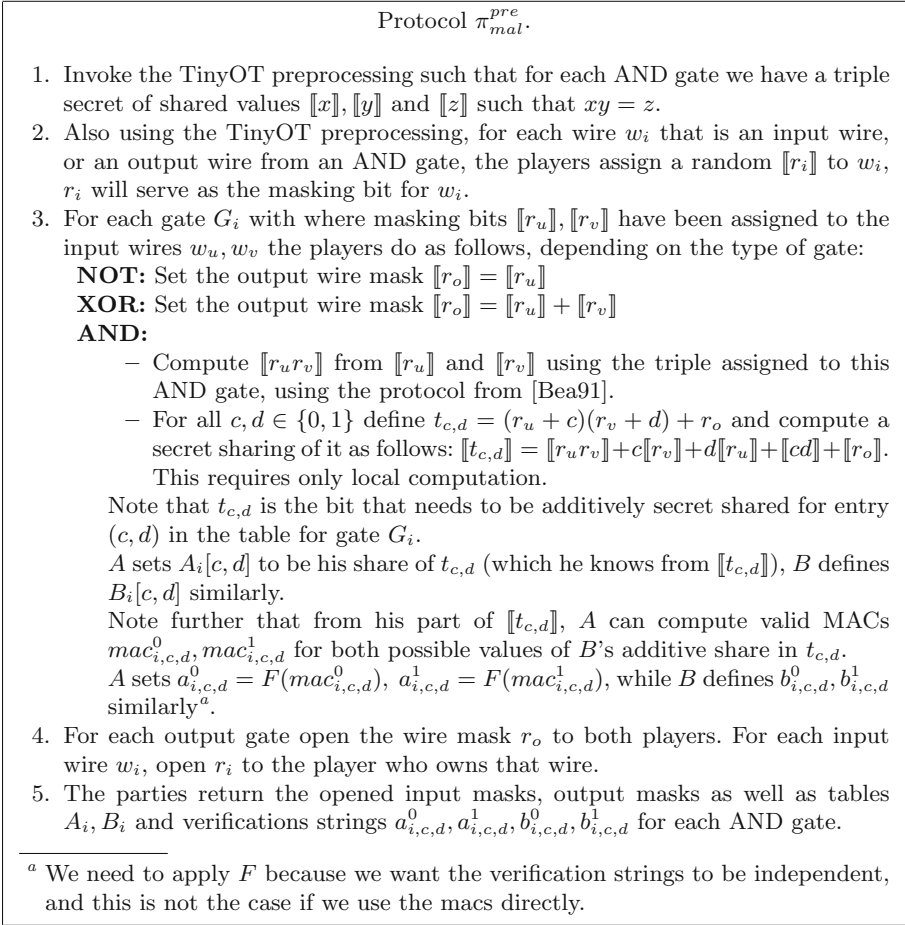 Protocol π_{mal}^{pre}.
1. Invoke the TinyOT preprocessing such that for each AND gate we have a triple
secret of shared values ⟦x⟧, ⟦y⟧ and ⟦z⟧ such that xy = z.
2. Also using the TinyOT preprocessing, for each wire w_i that is an input wire,
or an output wire from an AND gate, the players assign a random ⟦r_i⟧ to w_i,
r_i will serve as the masking bit for w_i.
3. For each gate G_i with where masking bits ⟦r_u⟧, ⟦r_v⟧ have been assigned to the
input wires w_u, w_v the players do as follows, depending on the type of gate:
NOT: Set the output wire mask ⟦r_o⟧ = ⟦r_u⟧
XOR: Set the output wire mask ⟦r_o⟧ = ⟦r_u⟧ + ⟦r_v⟧
AND:
– Compute ⟦r_u r_v⟧ from ⟦r_u⟧ and ⟦r_v⟧ using the triple assigned to this
AND gate, using the protocol from [Bea91].
– For all c, d ∈ {0, 1} define t_{c,d} = (r_u + c)(r_v + d) + r_o and compute a
secret sharing of it as follows: ⟦t_{c,d}⟧ = ⟦r_u r_v⟧+c⟦r_v⟧+d⟦r_u⟧+⟦cd⟧+⟦r_o⟧.
This requires only local computation.
Note that t_{c,d} is the bit that needs to be additively secret shared for entry
(c, d) in the table for gate G_i.
A sets A_i[c, d] to be his share of t_{c,d} (which he knows from ⟦t_{c,d}⟧), B defines
B_i[c, d] similarly.
Note further that from his part of ⟦t_{c,d}⟧, A can compute valid MACs
mac^0_{i,c,d}, mac^1_{i,c,d} for both possible values of B's additive share in t_{c,d}.
A sets a^0_{i,c,d} = F(mac^0_{i,c,d}), a^1_{i,c,d} = F(mac^1_{i,c,d}), while B defines b^0_{i,c,d}, b^1_{i,c,d}
similarly^a.
4. For each output gate open the wire mask r_o to both players. For each input
wire w_i, open r_i to the player who owns that wire.
5. The parties return the opened input masks, output masks as well as tables
A_i, B_i and verifications strings a^0_{i,c,d}, a^1_{i,c,d}, b^0_{i,c,d}, b^1_{i,c,d} for each AND gate.
^a We need to apply F because we want the verification strings to be independent,
and this is not the case if we use the macs directly.